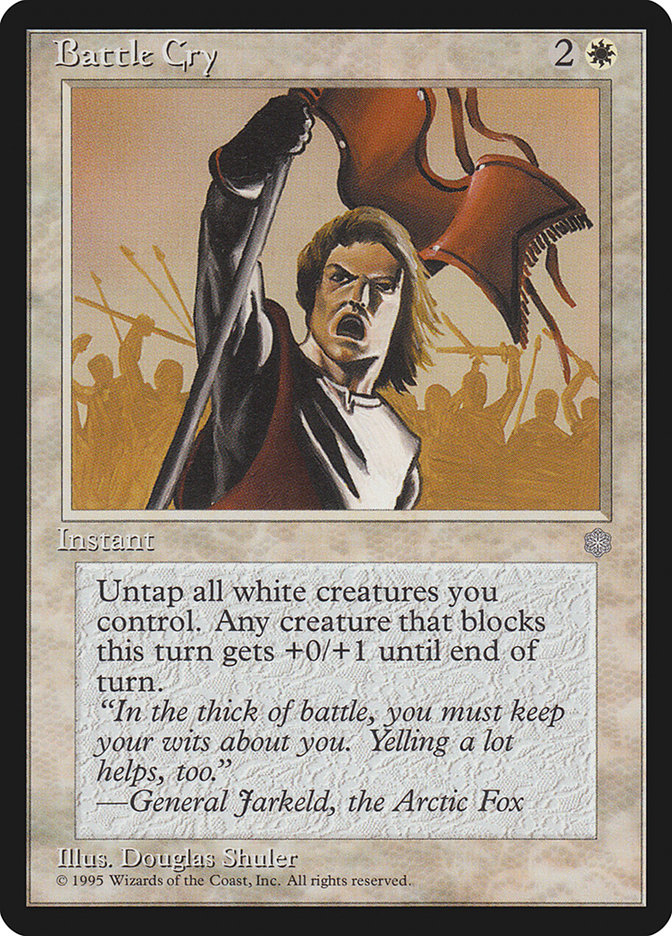 Battle Cry 2
Instant
Untap all white creatures you
control. Any creature that blocks
this turn gets +0/+1 until end of
turn.
“In the thick of battle, you must keep
your wits about you. Yelling a lot
helps, too.”
—General Jarkeld, the Arctic Fox
Illus. Douglas Shuler
© 1995 Wizards of the Coast, Inc. All rights reserved.